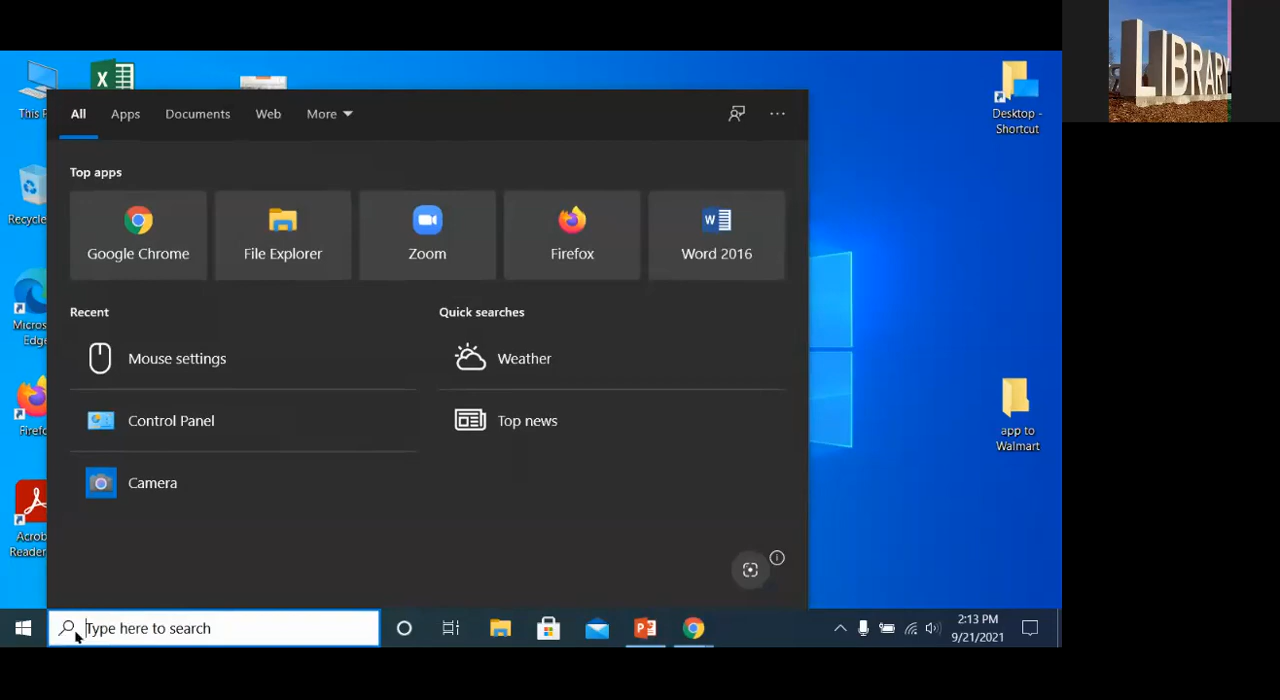 LIBRARY
This P
Recycle
Micros
Edge
Firefo
Acrob
Reader
All Apps Documents Web More
Top apps
Google Chrome File Explorer Zoom Firefox Word 2016
Recent
Mouse settings
Control Panel
Camera
Quick searches
Weather
Top news
Desktop -
Shortcut
app to
Walmart
Type here to search
2:13 PM
9/21/2021